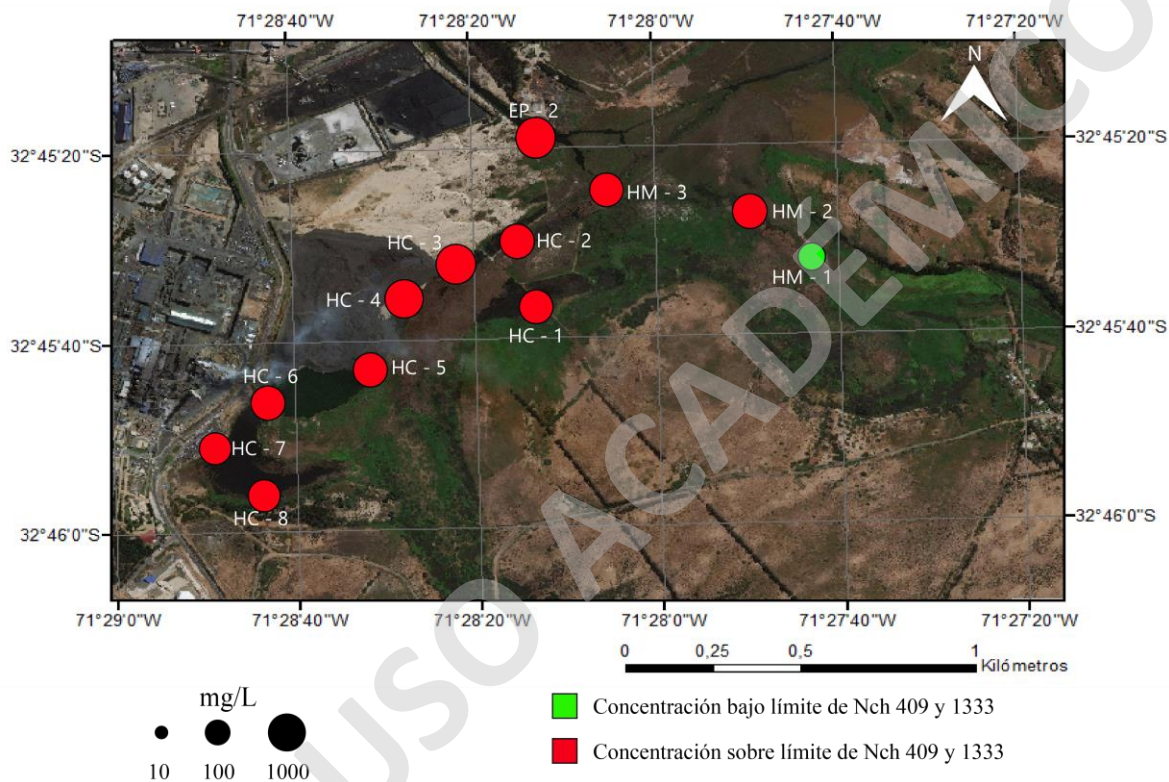 71°28'40"W 71°28'20"W 71°28'0"W 71°27'40"W 71°27'20"W
N
EP - 2
32°45'20"S 32°45'20"S
HM - 3
HM - 2
HC - 2
HC - 3
HM - 1
HC - 4
HC - 1
32°45'40"S 32°45'40"S
HC - 5
HC - 6
HC - 7
HC - 8
32°46'0"S 32°46'0"S
71°29'0"W 71°28'40"W 71°28'20"W 71°28'0"W 71°27'40"W 71°27'20"W
0 0,25 0,5 1
Kilómetros
mg/L
10 100 1000
Concentración bajo límite de Nch 409 y 1333
Concentración sobre límite de Nch 409 y 1333
USO ACADÉMICO